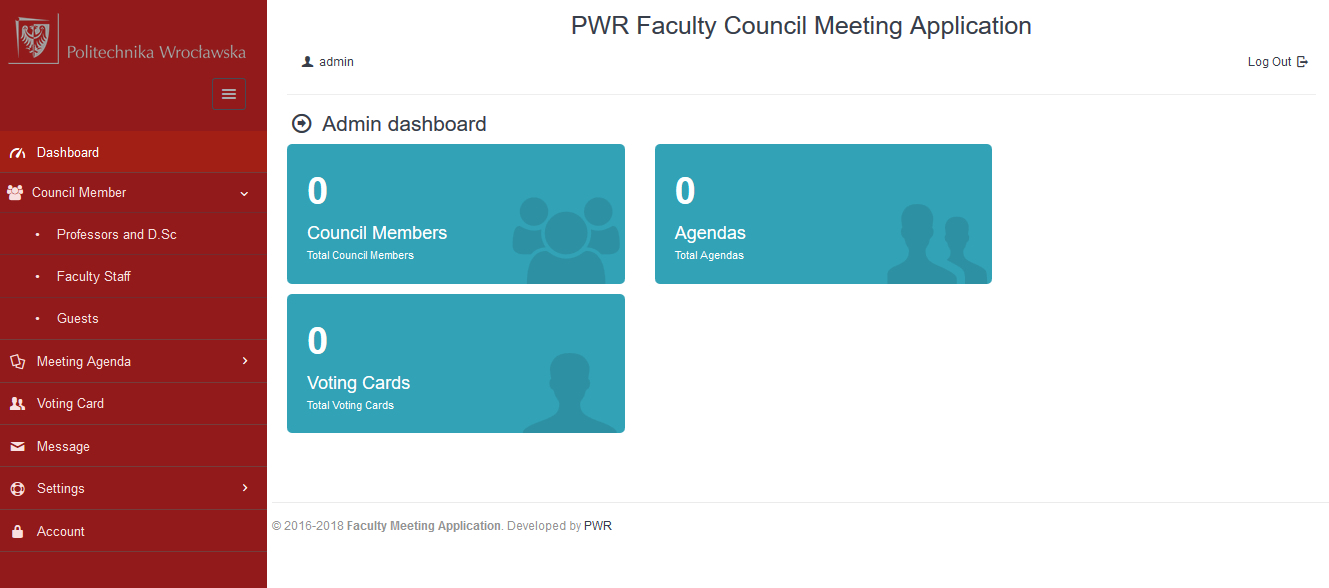 Politechnika Wrocławska
Dashboard
Council Member
Professors and D.Sc
Faculty Staff
Guests
Meeting Agenda
Voting Card
Message
Settings
Account
PWR Faculty Council Meeting Application
admin
Log Out
Admin dashboard
0
Council Members
Total Council Members
0
Agendas
Total Agendas
0
Voting Cards
Total Voting Cards
© 2016-2018 Faculty Meeting Application. Developed by PWR